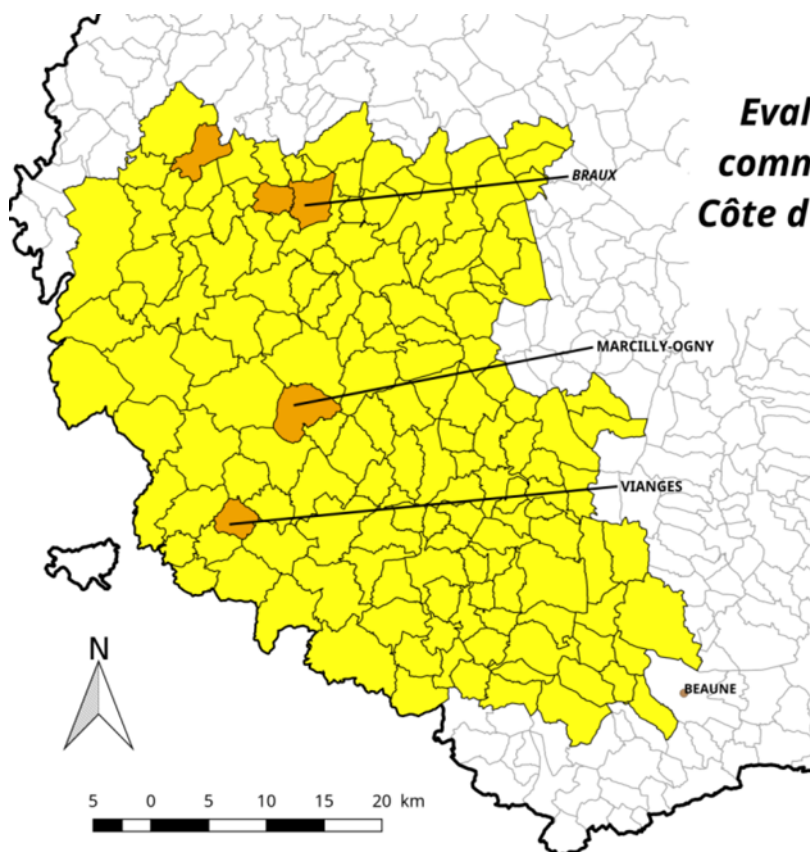 Eval
comm
Côte d
BRAUX
MARCILLY-OGNY
VIANGES
BEAUNE
N
5 0 5 10 15 20 km